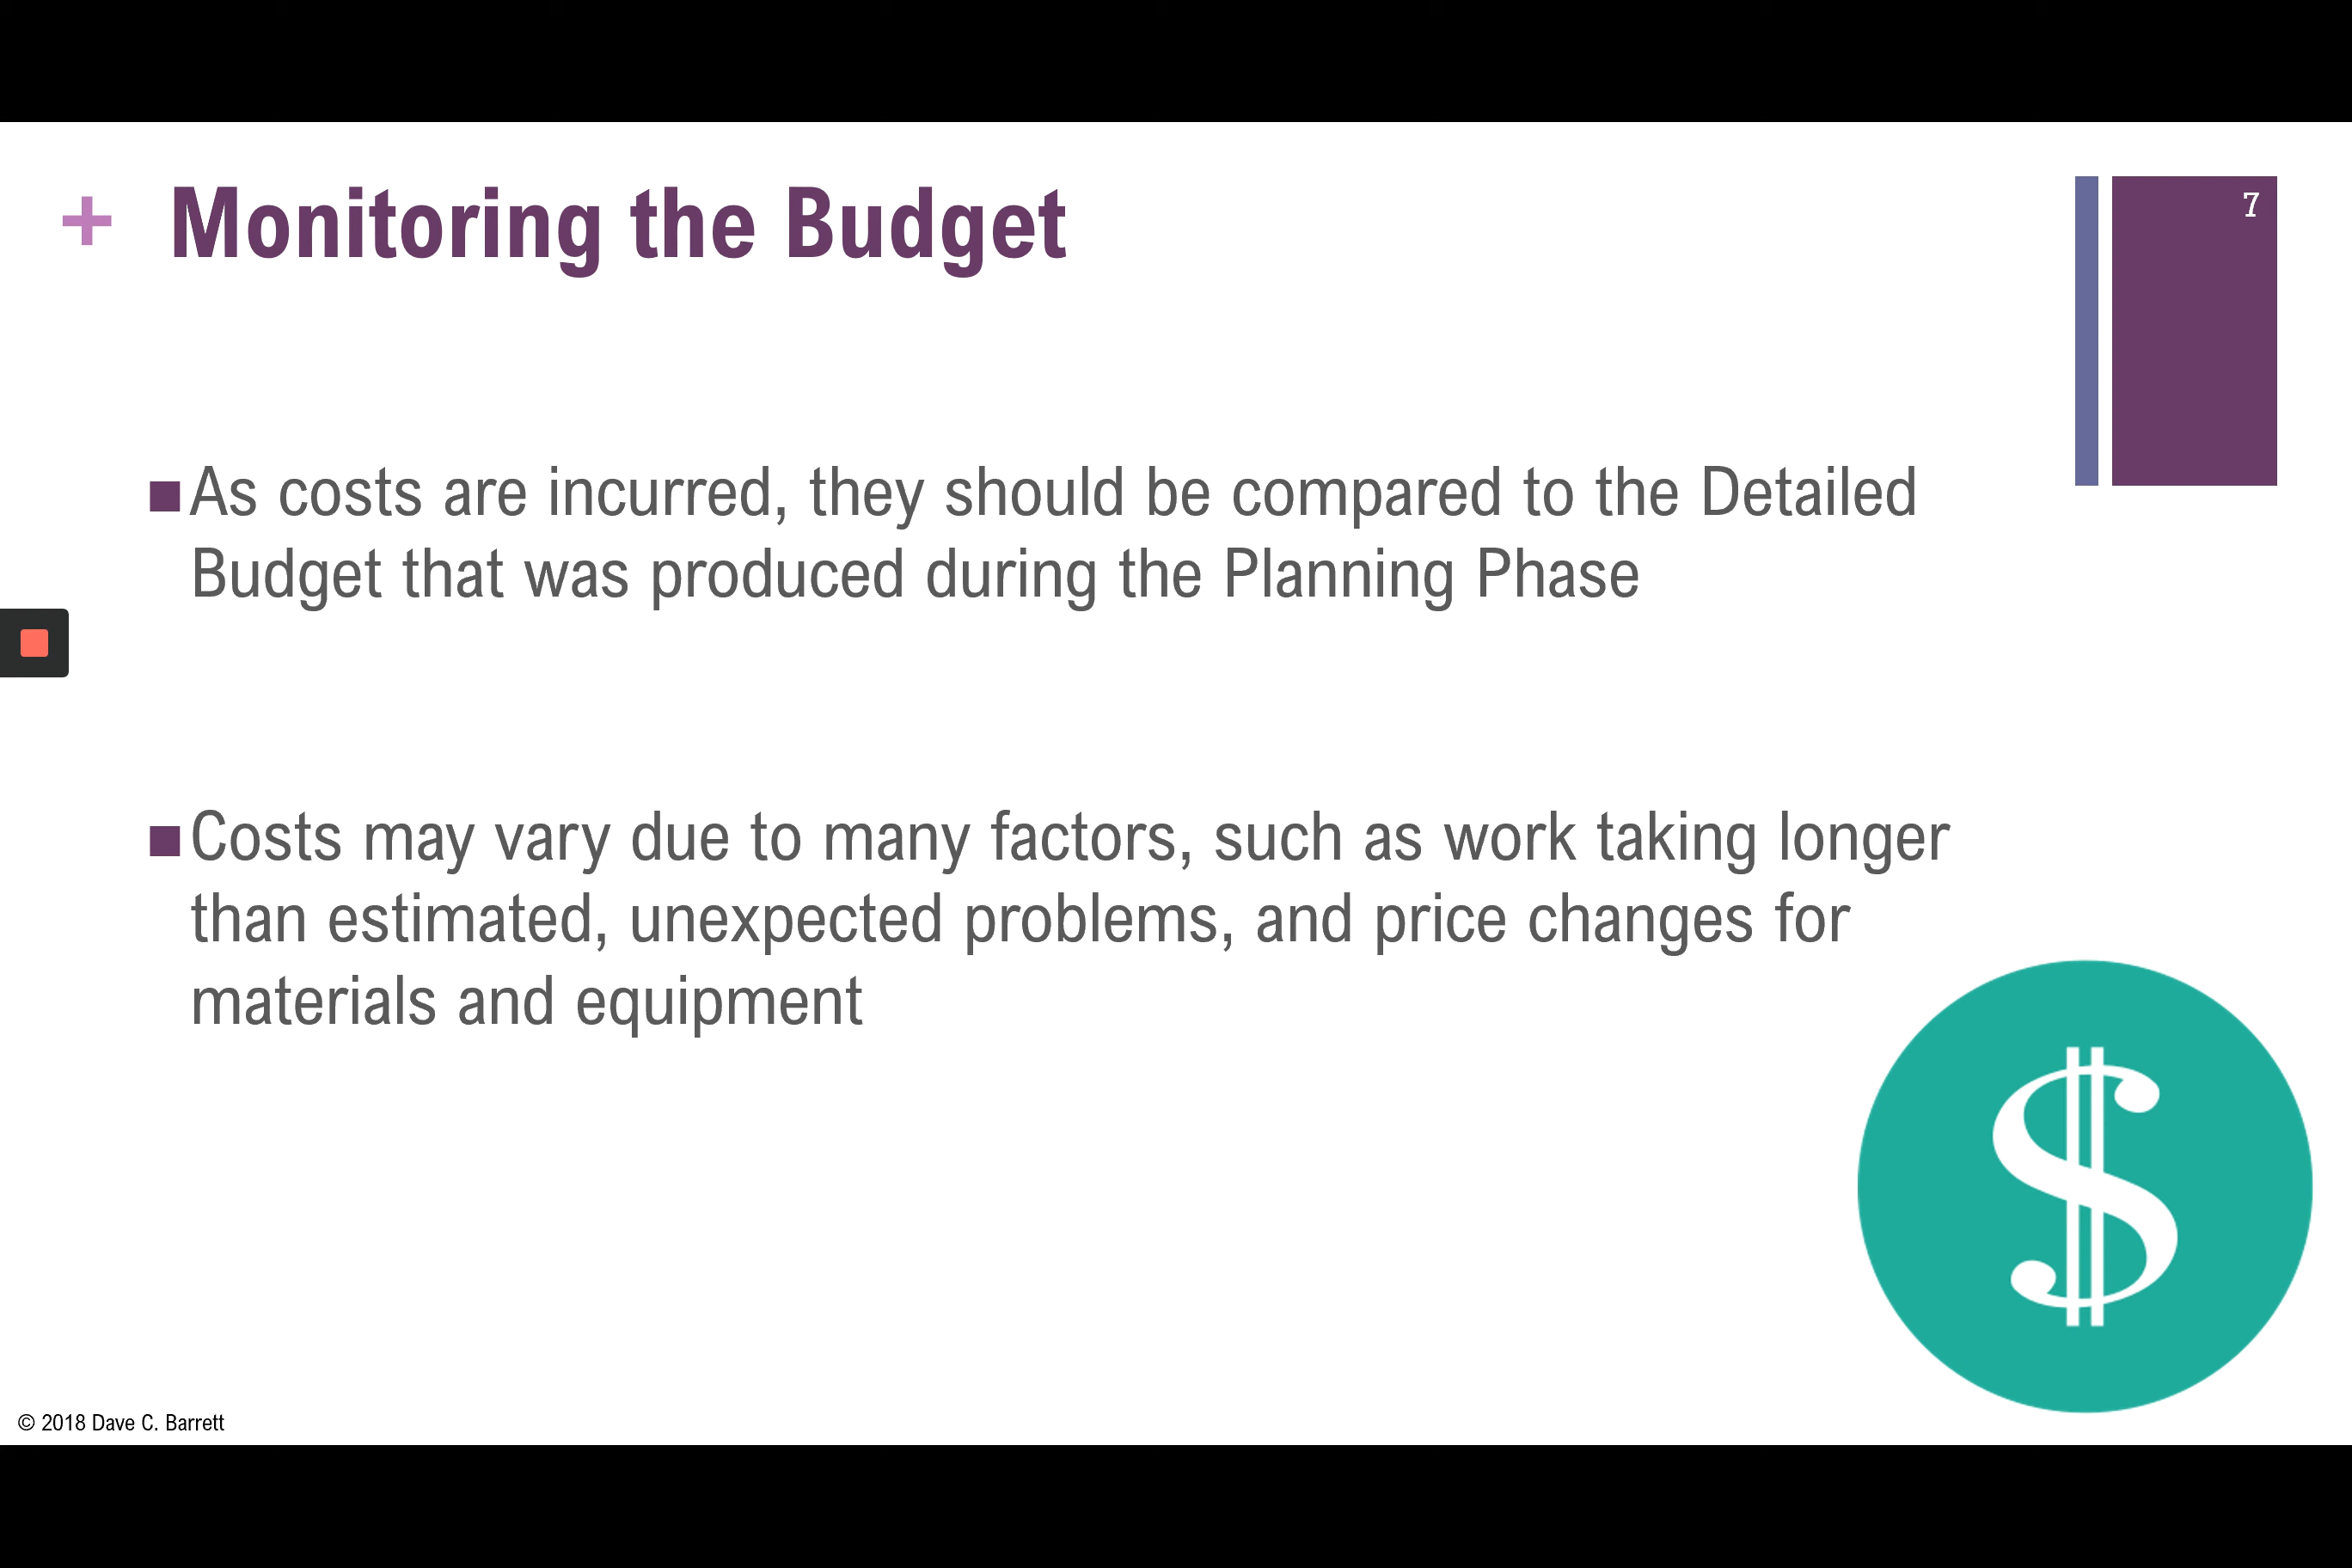 + Monitoring the Budget
7
■As costs are incurred, they should be compared to the Detailed
Budget that was produced during the Planning Phase
■Costs may vary due to many factors, such as work taking longer
than estimated, unexpected problems, and price changes for
materials and equipment
$
© 2018 Dave C. Barrett